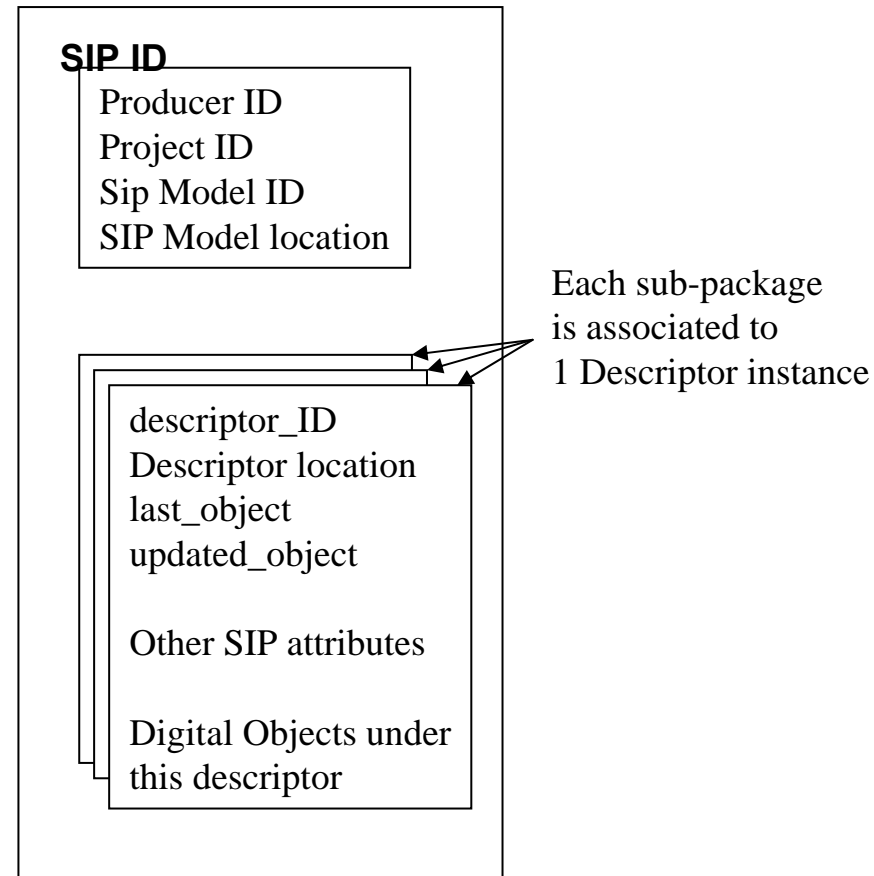 SIP ID
Producer ID
Project ID
Sip Model ID
SIP Model location
Each sub-package
is associated to
1 Descriptor instance
descriptor_ID
Descriptor location
last_object
updated_object
Other SIP attributes
Digital Objects under
this descriptor